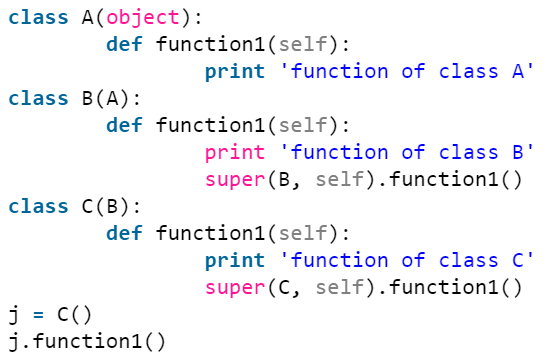 class A(object):
        def function1(self):
                print 'function of class A'
class B(A):
        def function1(self):
                print 'function of class B'
                super(B, self).function1()
class C(B):
        def function1(self):
                print 'function of class C'
                super(C, self).function1()
j = C()
j.function1()